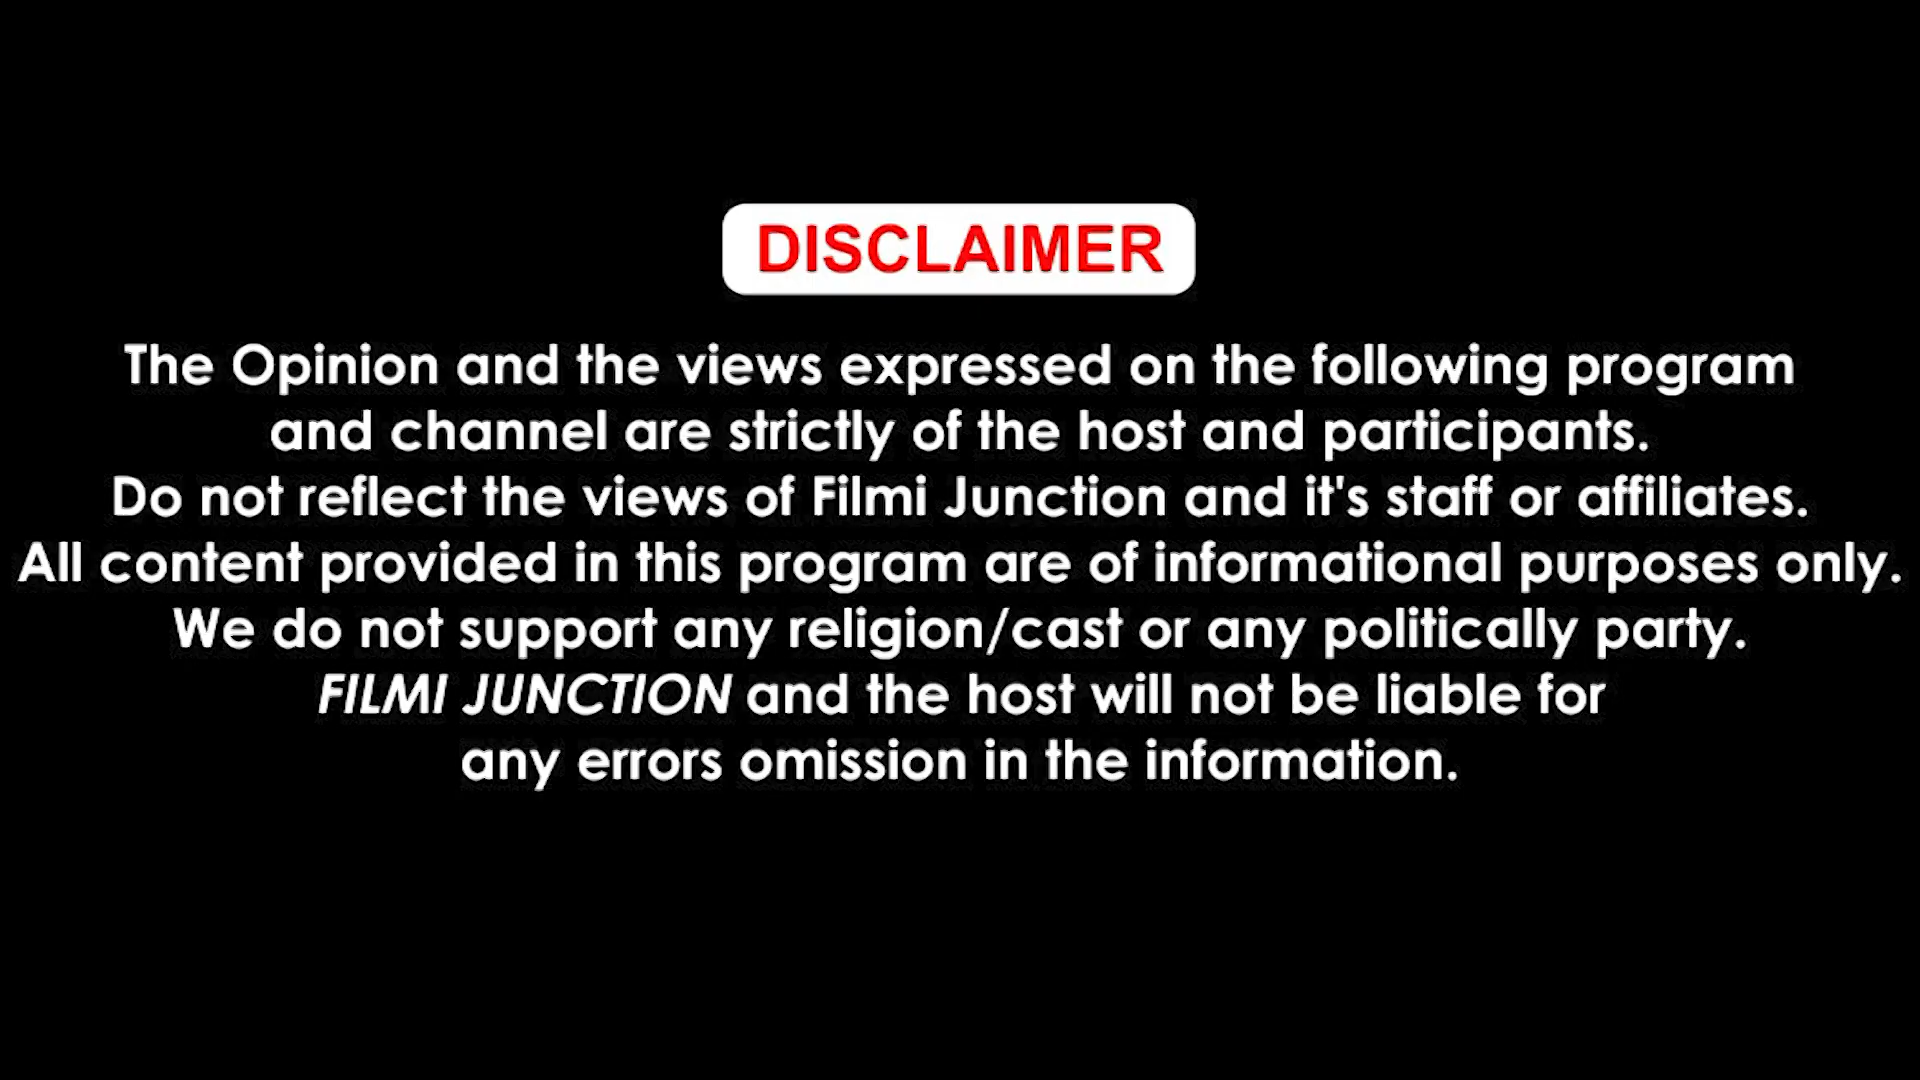 DISCLAIMER
The Opinion and the views expressed on the following program
and channel are strictly of the host and participants.
Do not reflect the views of Filmi Junction and it's staff or affiliates.
All content provided in this program are of informational purposes only.
We do not support any religion/cast or any politically party.
FILMI JUNCTION and the host will not be liable for
any errors omission in the information.